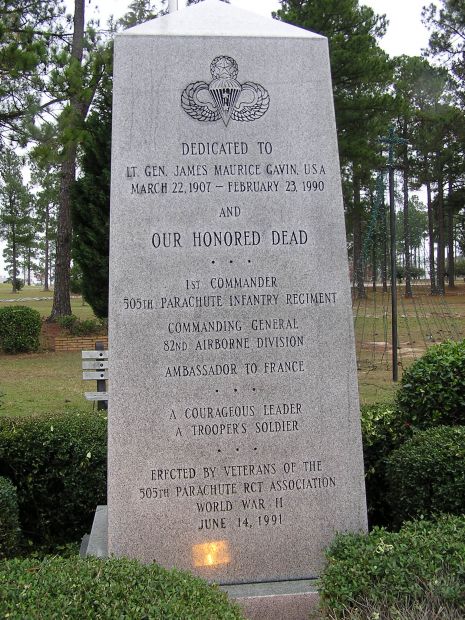 DEDICATED TO
LT. GEN. JAMES MAURICE GAVIN, USA
MARCH 22, 1907 – FEBRUARY 23, 1990
AND
OUR HONORED DEAD
• • •
1ST COMMANDER
505TH PARACHUTE INFANTRY REGIMENT
COMMANDING GENERAL
82ND AIRBORNE DIVISION
AMBASSADOR TO FRANCE
• • •
A COURAGEOUS LEADER
A TROOPER'S SOLDIER
• • •
ERECTED BY VETERANS OF THE
505TH PARACHUTE RCT ASSOCIATION
WORLD WAR II
JUNE 14, 1991